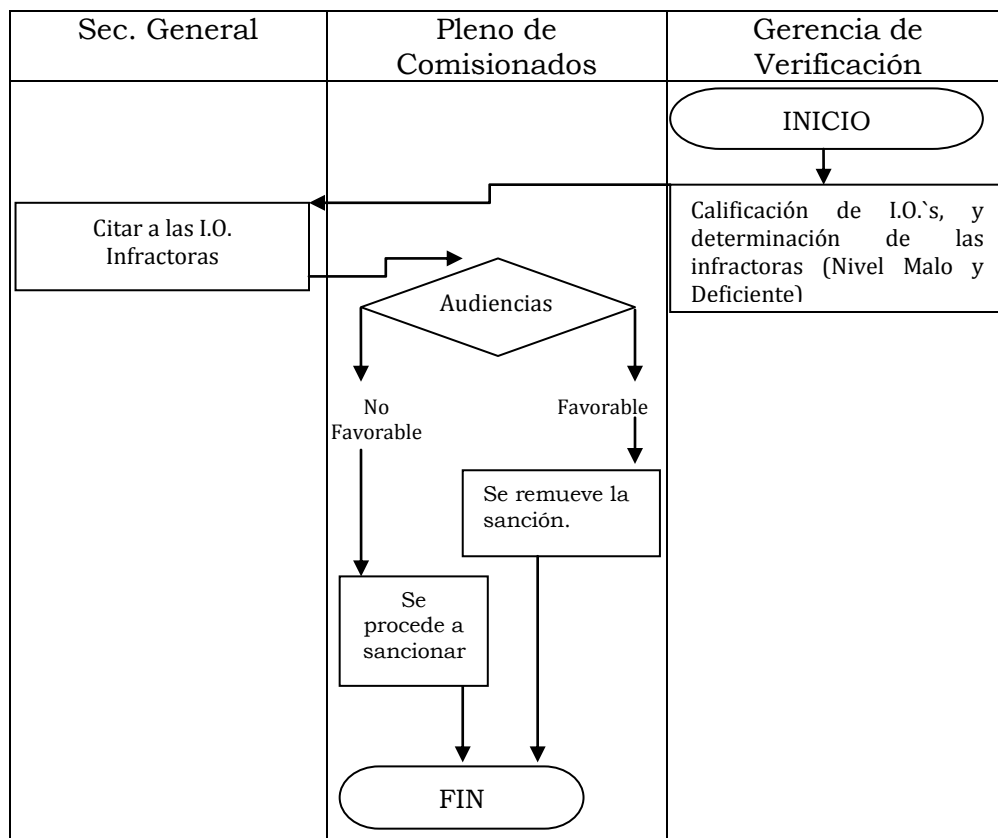 Sec. General
Pleno de
Comisionados
Gerencia de
Verificación
INICIO
Calificación de I.O.`s, y
determinación de las
infractoras (Nivel Malo y
Deficiente)
Citar a las I.O.
Infractoras
Audiencias
No
Favorable
Favorable
Se remueve la
sanción.
Se
procede a
sancionar
FIN